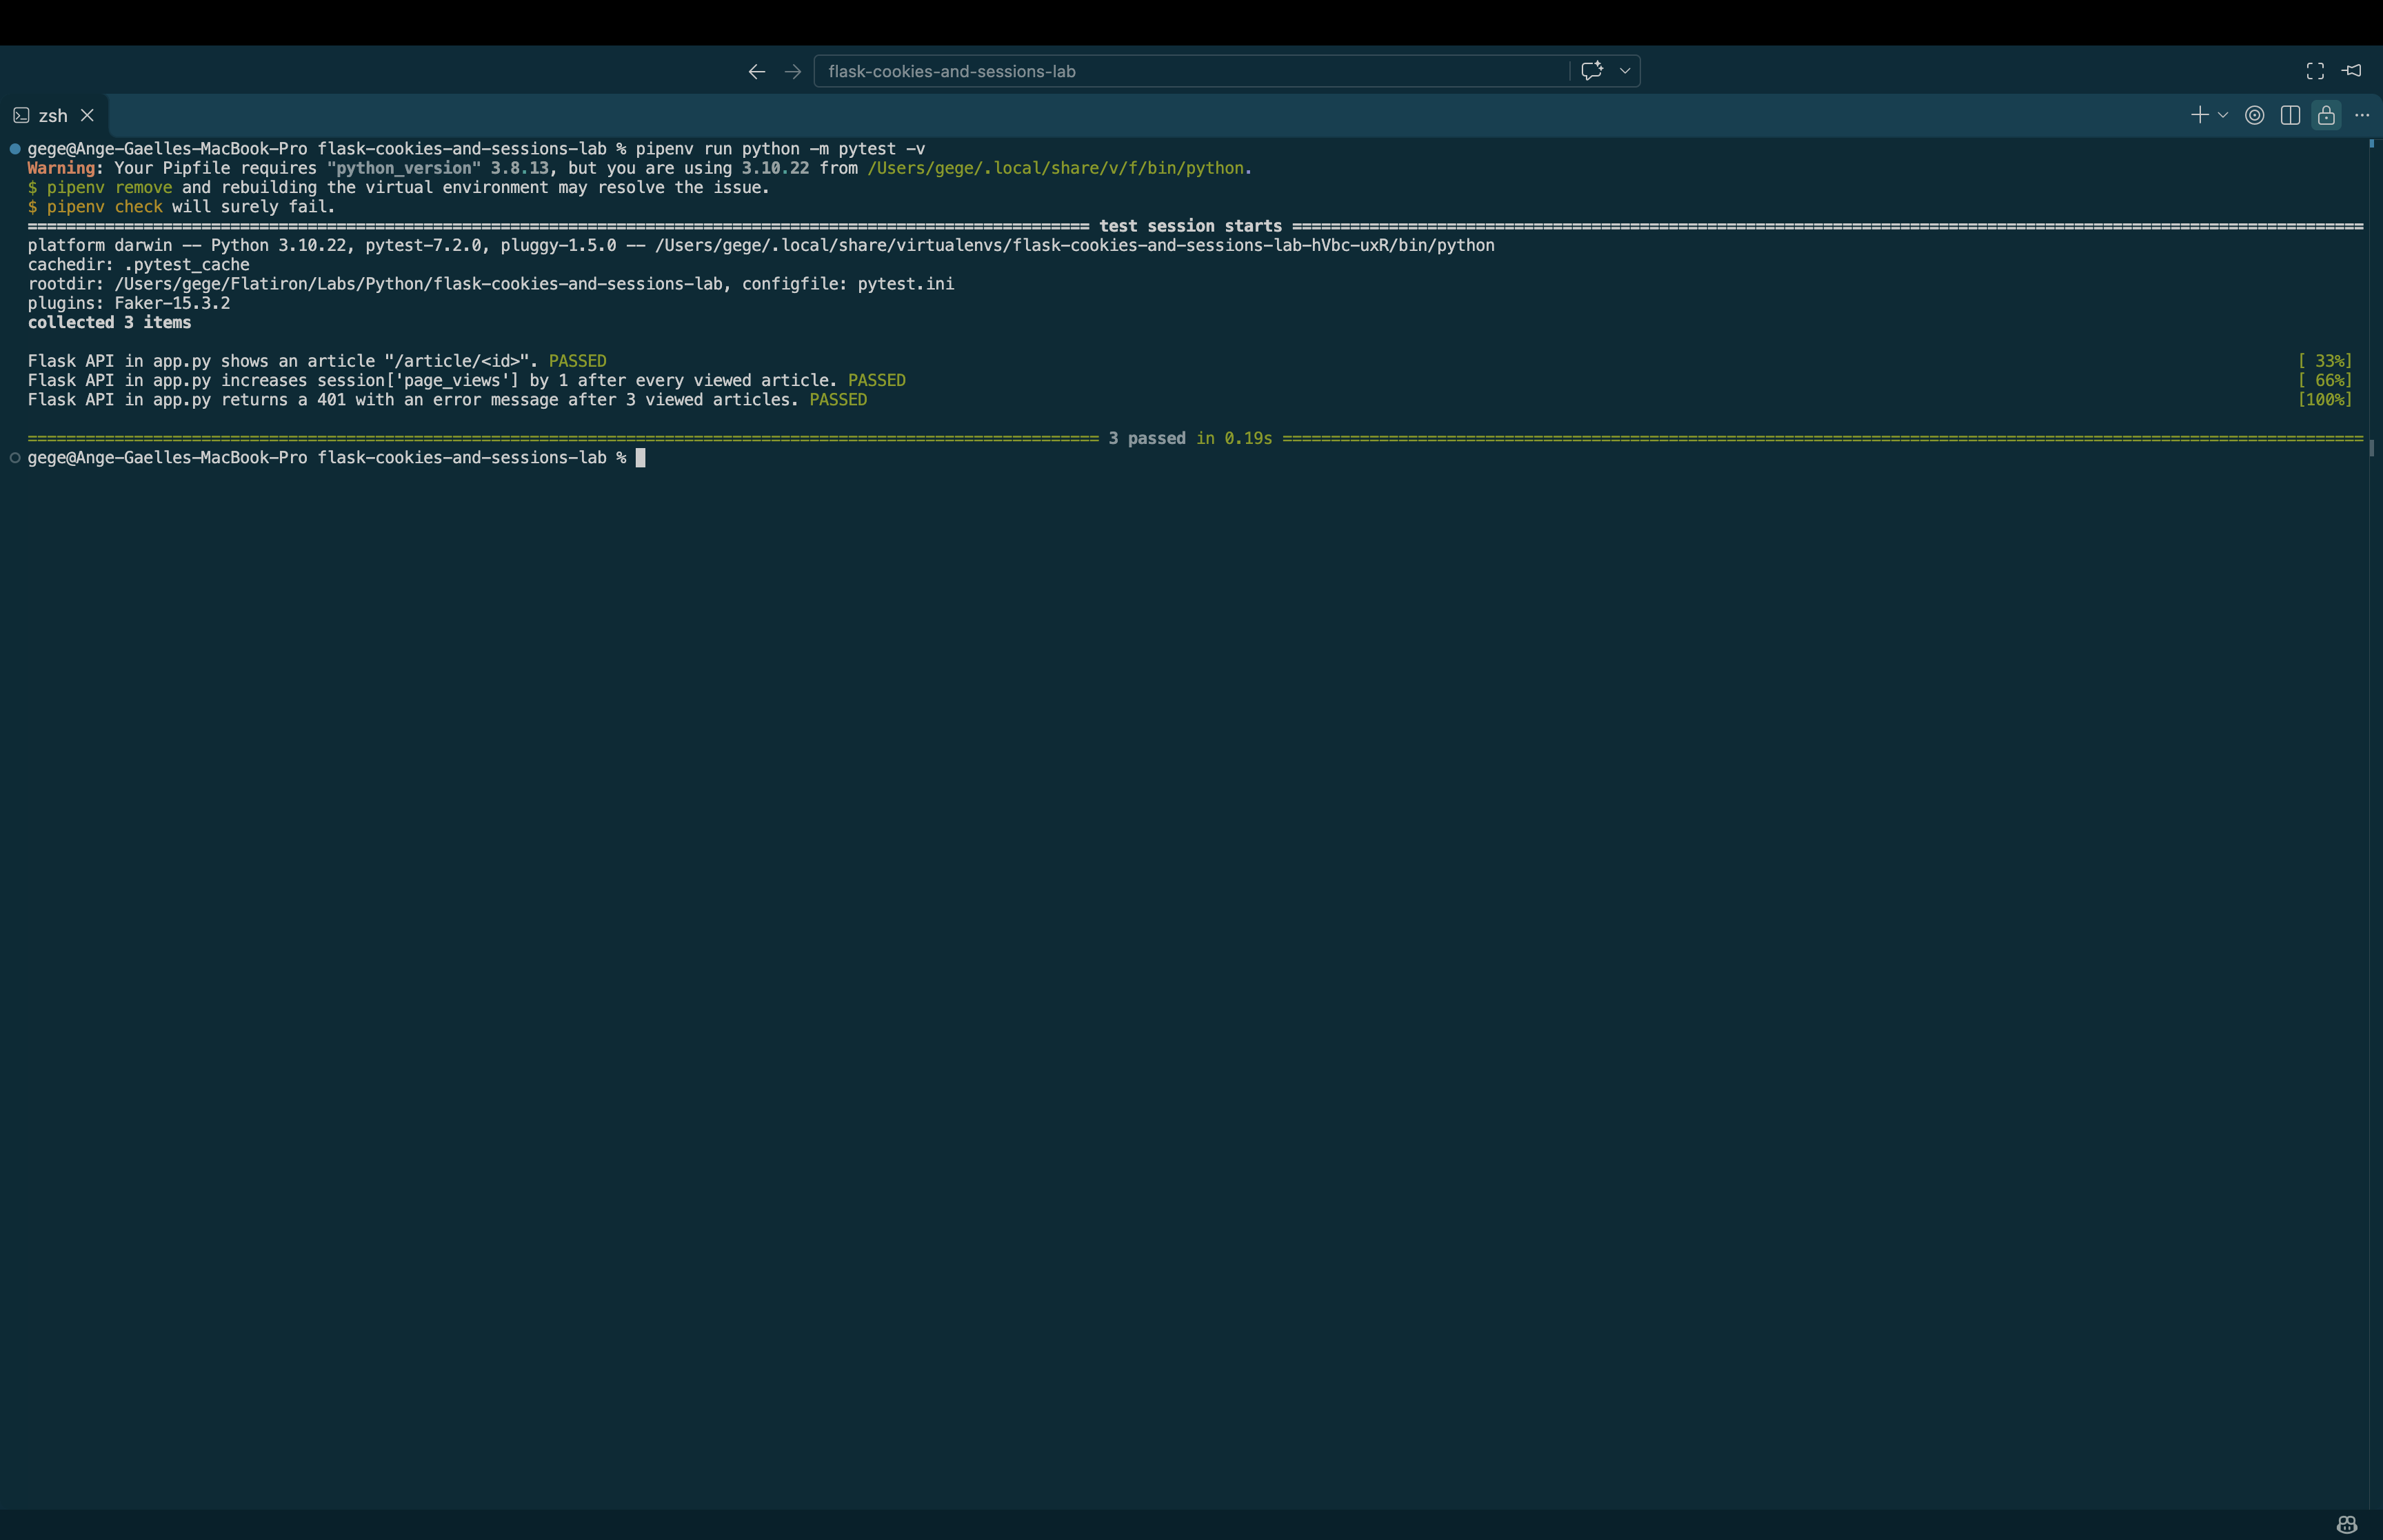 flask-cookies-and-sessions-lab
zsh
gege@Ange-Gaelles-MacBook-Pro flask-cookies-and-sessions-lab % pipenv run python -m pytest -v
Warning: Your Pipfile requires "python_version" 3.8.13, but you are using 3.10.22 from /Users/gege/.local/share/v/f/bin/python.
$ pipenv remove and rebuilding the virtual environment may resolve the issue.
$ pipenv check will surely fail.
============================== test session starts ==============================
platform darwin -- Python 3.10.22, pytest-7.2.0, pluggy-1.5.0 -- /Users/gege/.local/share/virtualenvs/flask-cookies-and-sessions-lab-hVbc-uxR/bin/python
cachedir: .pytest_cache
rootdir: /Users/gege/Flatiron/Labs/Python/flask-cookies-and-sessions-lab, configfile: pytest.ini
plugins: Faker-15.3.2
collected 3 items
Flask API in app.py shows an article "/article/<id>". PASSED [ 33%]
Flask API in app.py increases session['page_views'] by 1 after every viewed article. PASSED [ 66%]
Flask API in app.py returns a 401 with an error message after 3 viewed articles. PASSED [100%]
============================== 3 passed in 0.19s ==============================
gege@Ange-Gaelles-MacBook-Pro flask-cookies-and-sessions-lab %